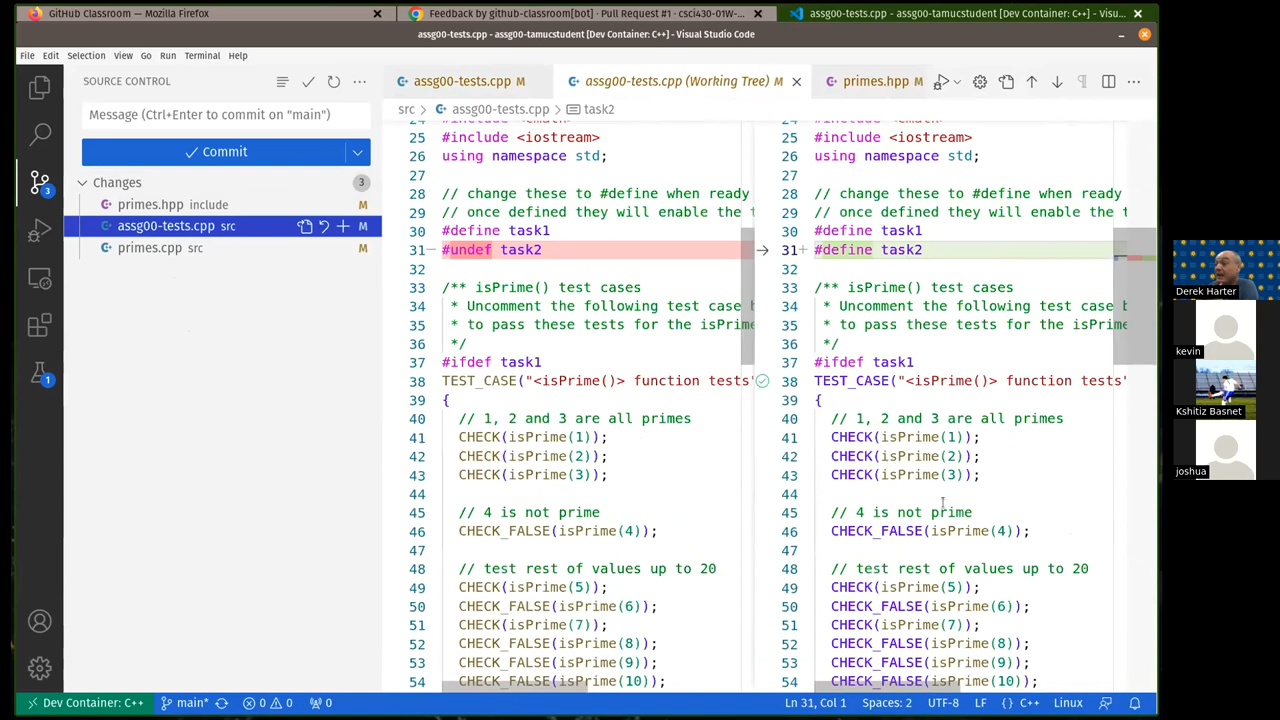 GitHub Classroom — Mozilla Firefox
Feedback by github-classroom[bot] · Pull Request #1 · csci430-01W-...
assg00-tests.cpp - assg00-tamucstudent [Dev Container: C++] - Visu...
assg00-tests.cpp - assg00-tamucstudent [Dev Container: C++] - Visual Studio Code
File Edit Selection View Go Run Terminal Help
SOURCE CONTROL
assg00-tests.cpp M
assg00-tests.cpp (Working Tree) M
primes.hpp M
Message (Ctrl+Enter to commit on "main")
src > assg00-tests.cpp > task2
Commit
Changes 3
primes.hpp include M
assg00-tests.cpp src M
primes.cpp src M
3
1
24 #include <cmath>
25 #include <iostream>
26 using namespace std;
27
28 // change these to #define when ready
29 // once defined they will enable the t
30 #define task1
31 #undef task2
32
33 /** isPrime() test cases
34 * Uncomment the following test case b
35 * to pass these tests for the isPrime
36 */
37 #ifdef task1
38 TEST_CASE("<isPrime()> function tests"
39 {
40 // 1, 2 and 3 are all primes
41 CHECK(isPrime(1));
42 CHECK(isPrime(2));
43 CHECK(isPrime(3));
44
45 // 4 is not prime
46 CHECK_FALSE(isPrime(4));
47
48 // test rest of values up to 20
49 CHECK(isPrime(5));
50 CHECK_FALSE(isPrime(6));
51 CHECK(isPrime(7));
52 CHECK_FALSE(isPrime(8));
53 CHECK_FALSE(isPrime(9));
54 CHECK_FALSE(isPrime(10));
24 #include <cmath>
25 #include <iostream>
26 using namespace std;
27
28 // change these to #define when ready
29 // once defined they will enable the t
30 #define task1
31 #define task2
32
33 /** isPrime() test cases
34 * Uncomment the following test case b
35 * to pass these tests for the isPrime
36 */
37 #ifdef task1
38 TEST_CASE("<isPrime()> function tests"
39 {
40 // 1, 2 and 3 are all primes
41 CHECK(isPrime(1));
42 CHECK(isPrime(2));
43 CHECK(isPrime(3));
44
45 // 4 is not prime
46 CHECK_FALSE(isPrime(4));
47
48 // test rest of values up to 20
49 CHECK(isPrime(5));
50 CHECK_FALSE(isPrime(6));
51 CHECK(isPrime(7));
52 CHECK_FALSE(isPrime(8));
53 CHECK_FALSE(isPrime(9));
54 CHECK_FALSE(isPrime(10));
Dev Container: C++ main* 0 0 0 Ln 31, Col 1 Spaces: 2 UTF-8 LF {} C++ Linux
Derek Harter
kevin
Kshitiz Basnet
joshua